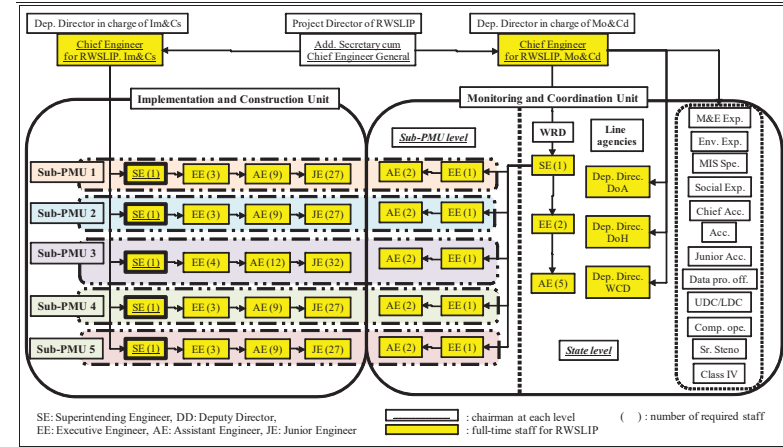 Dep. Director in charge of Im&Cs
Project Director of RWSLIP
Dep. Director in charge of Mo&Cd
Chief Engineer
for RWSLIP. Im&Cs
Add. Secretary cum
Chief Engineer General
Chief Engineer
for RWSLIP, Mo&Cd
Implementation and Construction Unit
Monitoring and Coordination Unit
Sub-PMU level
WRD
Line
agencies
M&E Exp.
Env. Exp.
MIS Spe.
Social Exp.
Chief Acc.
Acc.
Junior Acc.
Data pro. off.
UDC/LDC
Comp. ope.
Sr. Steno
Class IV
Sub-PMU 1
SE (1)
EE (3)
AE (9)
JE (27)
AE (2)
EE (1)
SE (1)
Dep. Direc.
DoA
Sub-PMU 2
SE (1)
EE (3)
AE (9)
JE (27)
AE (2)
EE (1)
EE (2)
Dep. Direc.
DoH
Sub-PMU 3
SE (1)
EE (4)
AE (12)
JE (32)
AE (2)
EE (1)
AE (5)
Dep. Direc.
WCD
Sub-PMU 4
SE (1)
EE (3)
AE (9)
JE (27)
AE (2)
EE (1)
Sub-PMU 5
SE (1)
EE (3)
AE (9)
JE (27)
AE (2)
EE (1)
State level
SE: Superintending Engineer, DD: Deputy Director,
EE: Executive Engineer, AE: Assistant Engineer, JE: Junior Engineer
: chairman at each level
( ) : number of required staff
: full-time staff for RWSLIP